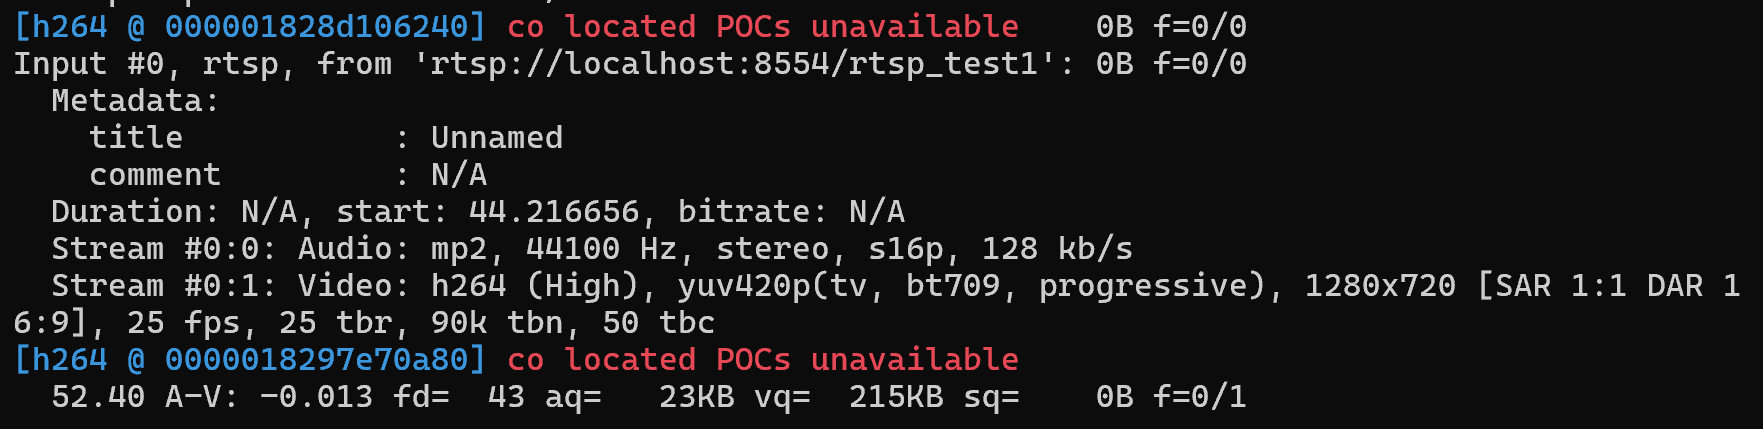 [h264 @ 000001828d106240] co located POCs unavailable    0B f=0/0
Input #0, rtsp, from 'rtsp://localhost:8554/rtsp_test1': 0B f=0/0
  Metadata:
    title           : Unnamed
    comment         : N/A
  Duration: N/A, start: 44.216656, bitrate: N/A
  Stream #0:0: Audio: mp2, 44100 Hz, stereo, s16p, 128 kb/s
  Stream #0:1: Video: h264 (High), yuv420p(tv, bt709, progressive), 1280x720 [SAR 1:1 DAR 1
6:9], 25 fps, 25 tbr, 90k tbn, 50 tbc
[h264 @ 0000018297e70a80] co located POCs unavailable
  52.40 A-V: -0.013 fd=  43 aq=   23KB vq=  215KB sq=    0B f=0/1